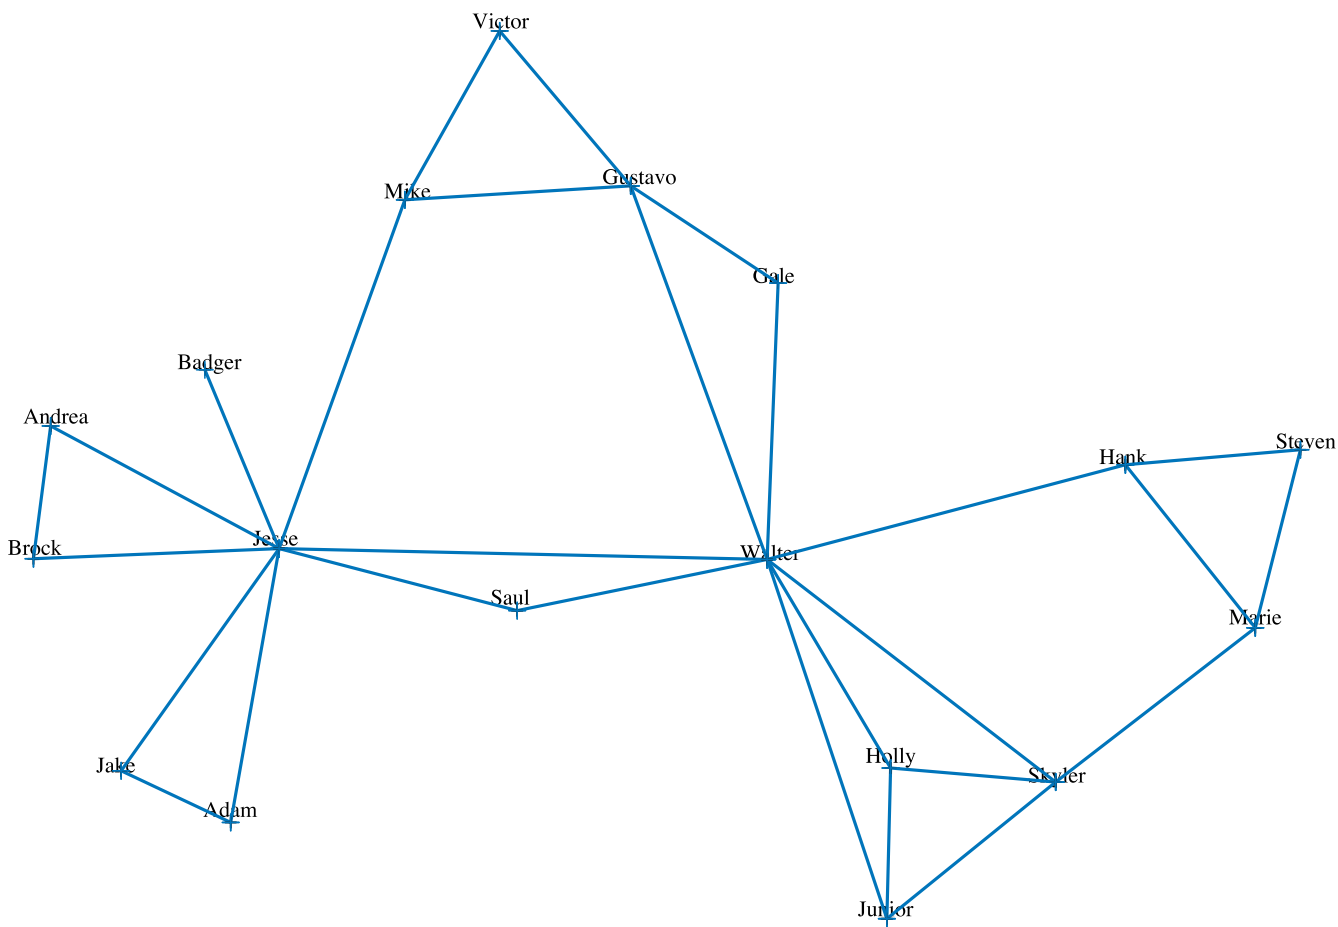 Victor
Mike
Gustavo
Gale
Badger
Andrea
Steven
Hank
Jesse
Brock
Walter
Saul
Marie
Holly
Jake
Skyler
Adam
Junior